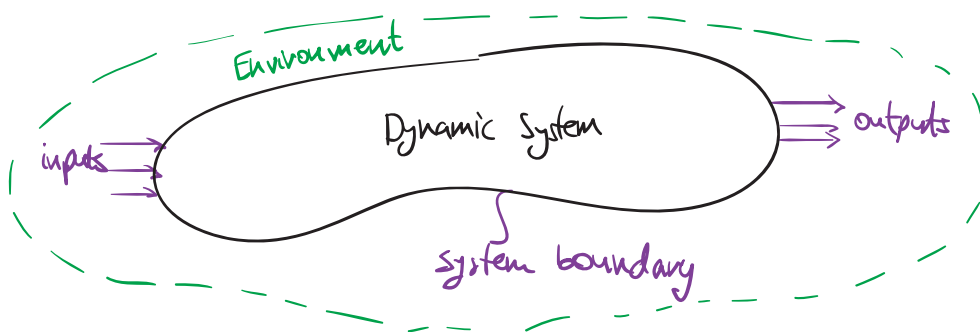 Environment
Dynamic System
inputs
outputs
system boundary